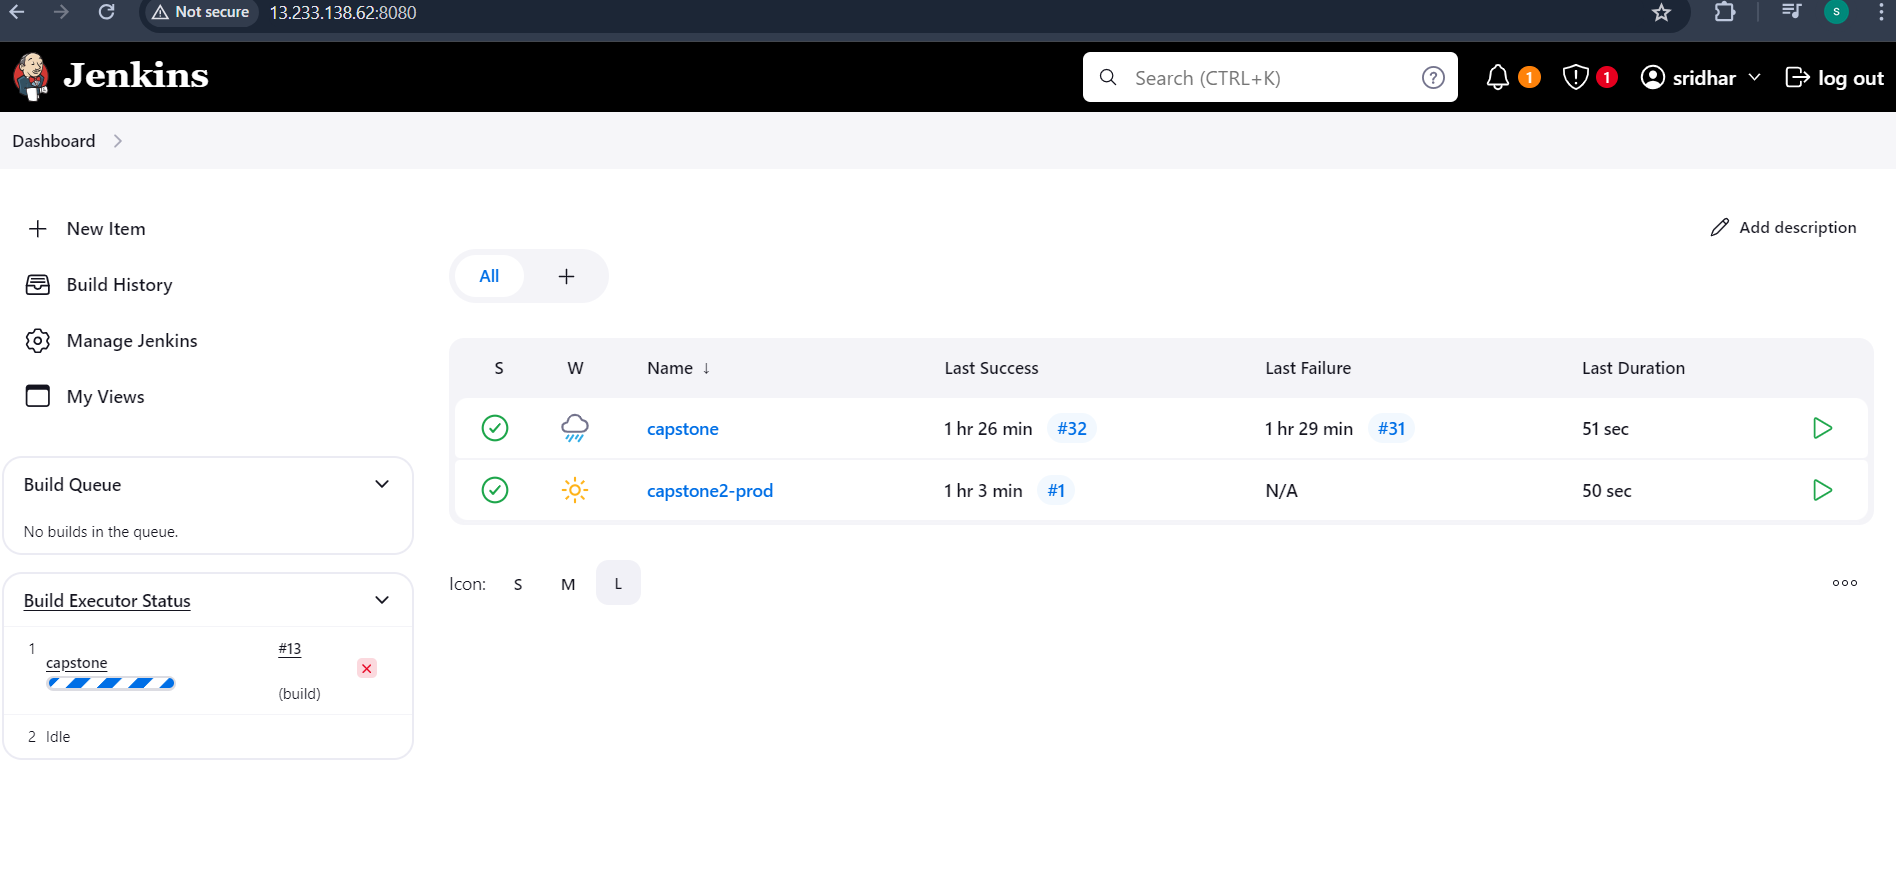 Not secure 13.233.138.62:8080 S
Jenkins Search (CTRL+K) ? 1 1 sridhar log out
Dashboard
New Item
Build History
Manage Jenkins
My Views
Add description
All +
S W Name ↓ Last Success Last Failure Last Duration
capstone 1 hr 26 min #32 1 hr 29 min #31 51 sec
capstone2-prod 1 hr 3 min #1 N/A 50 sec
Icon: S M L
Build Queue
No builds in the queue.
Build Executor Status
1 capstone #13
(build)
2 Idle